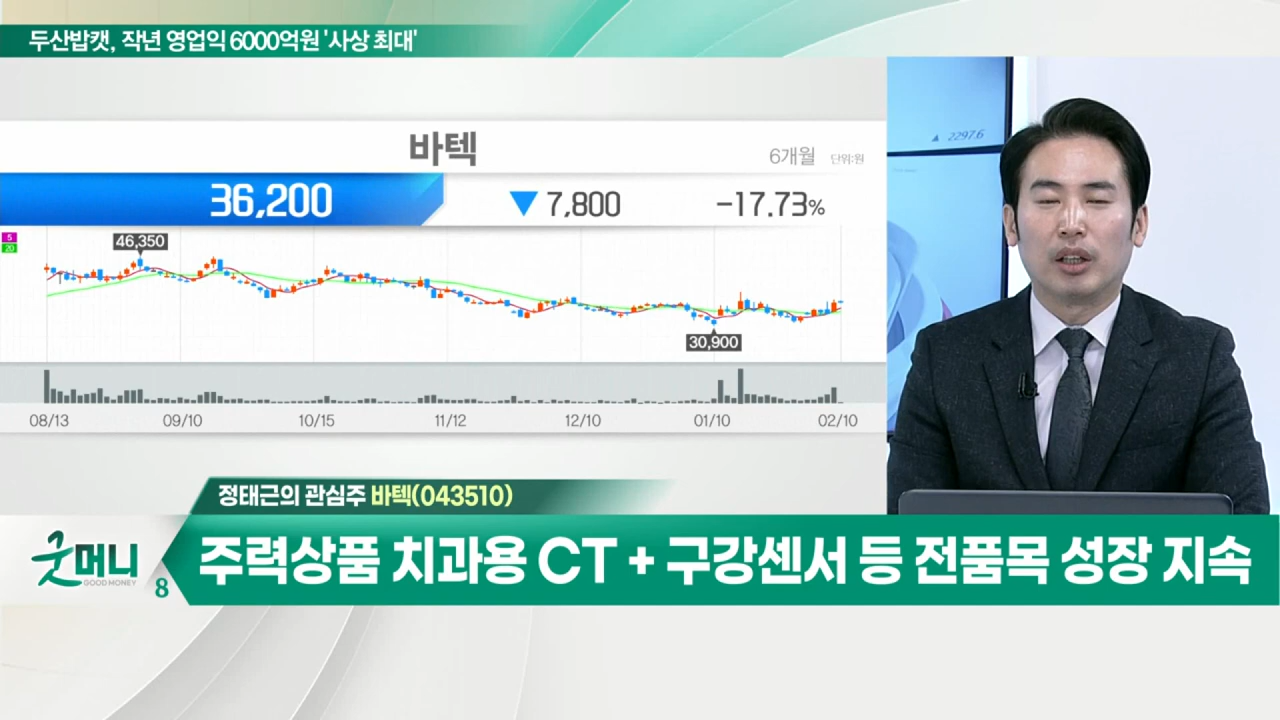 두산밥캣, 작년 영업익 6000억원 '사상 최대'
바텍
6개월 단위:원
36,200 ▼ 7,800 -17.73%
5
20
46,350
30,900
08/13 09/10 10/15 11/12 12/10 01/10 02/10
▲ 2297.6
정태근의 관심주 바텍(043510)
굿머니
GOOD MONEY
8
주력상품 치과용 CT + 구강센서 등 전품목 성장 지속